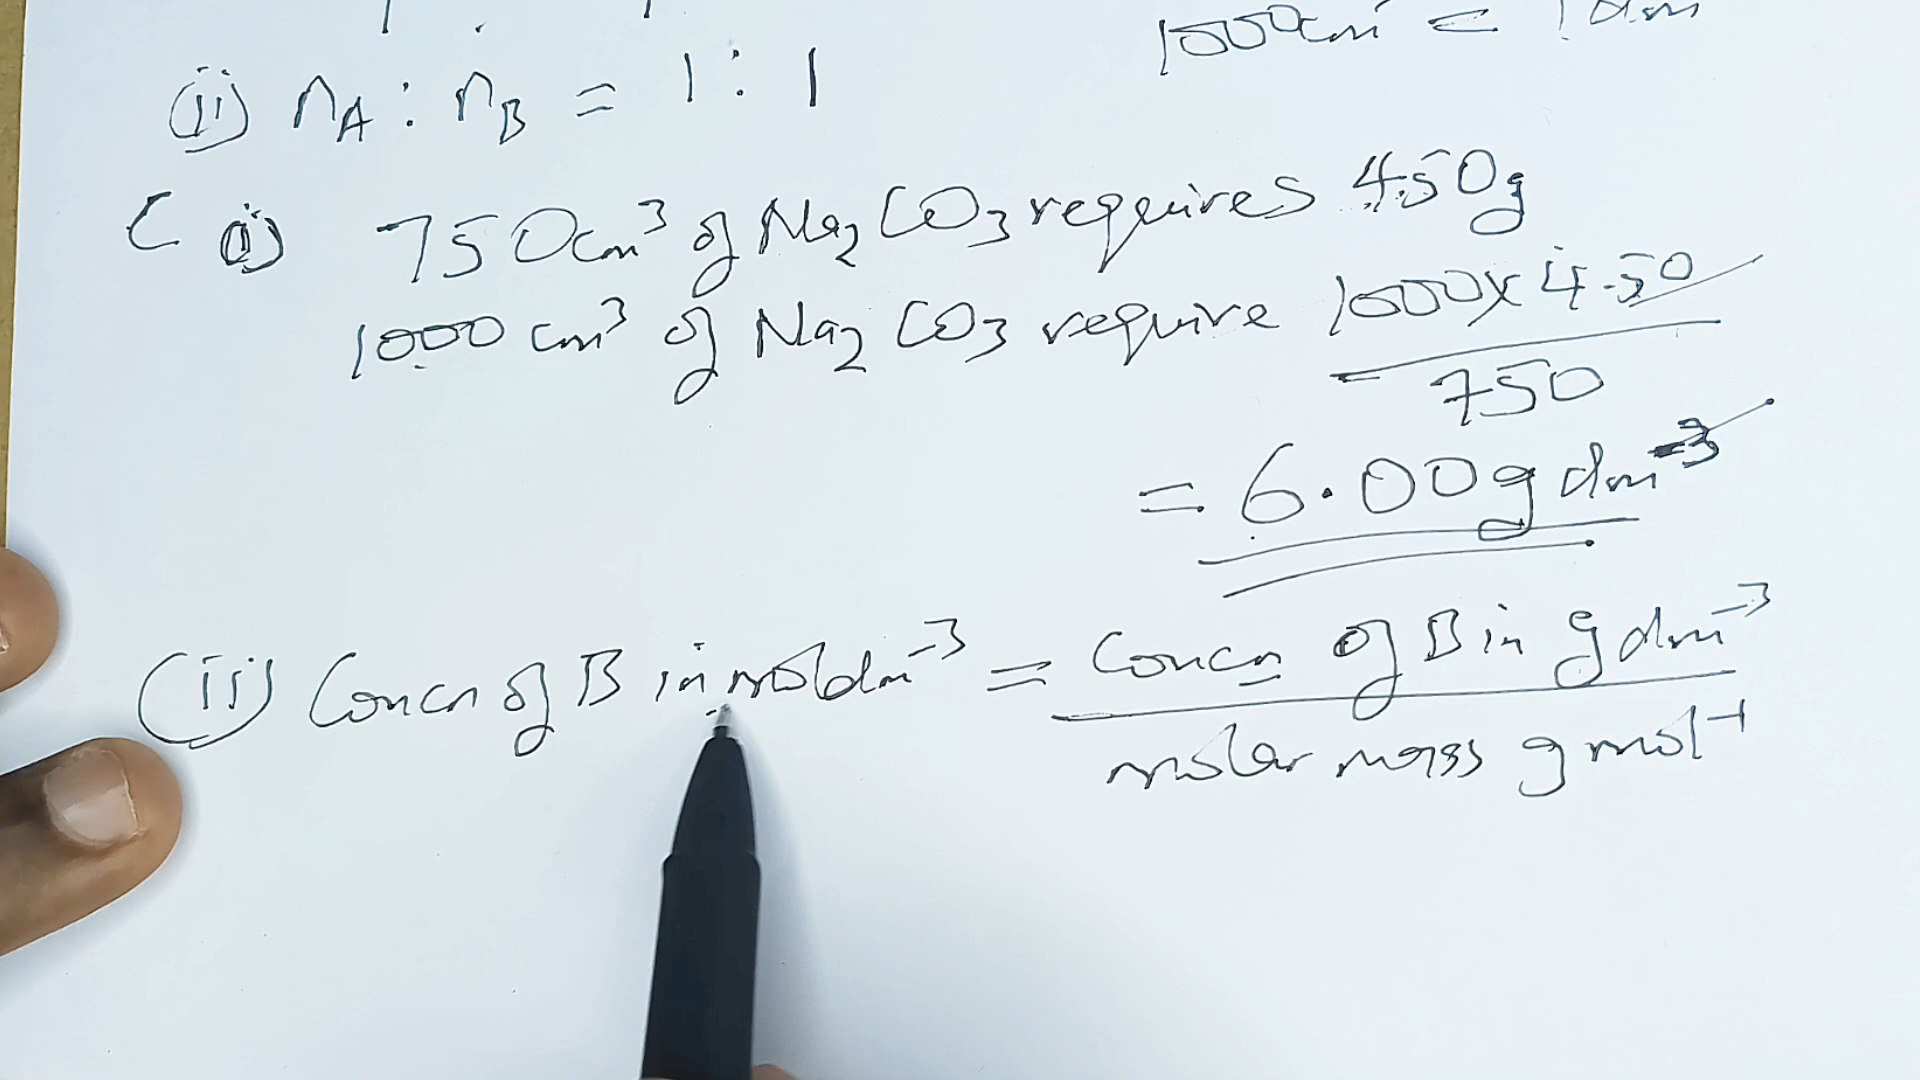 1000cm³ = 1dm
(ii) nA : nB = 1 : 1
C (i) 750cm³ of Na₂CO₃ requires 4.50g
1000 cm³ of Na₂CO₃ require 1000 x 4.50
750
= 6.00g dm⁻³
(ii) Concn of B in moldm⁻³ = Concn of B in gdm⁻³
molar mass g mol⁻¹